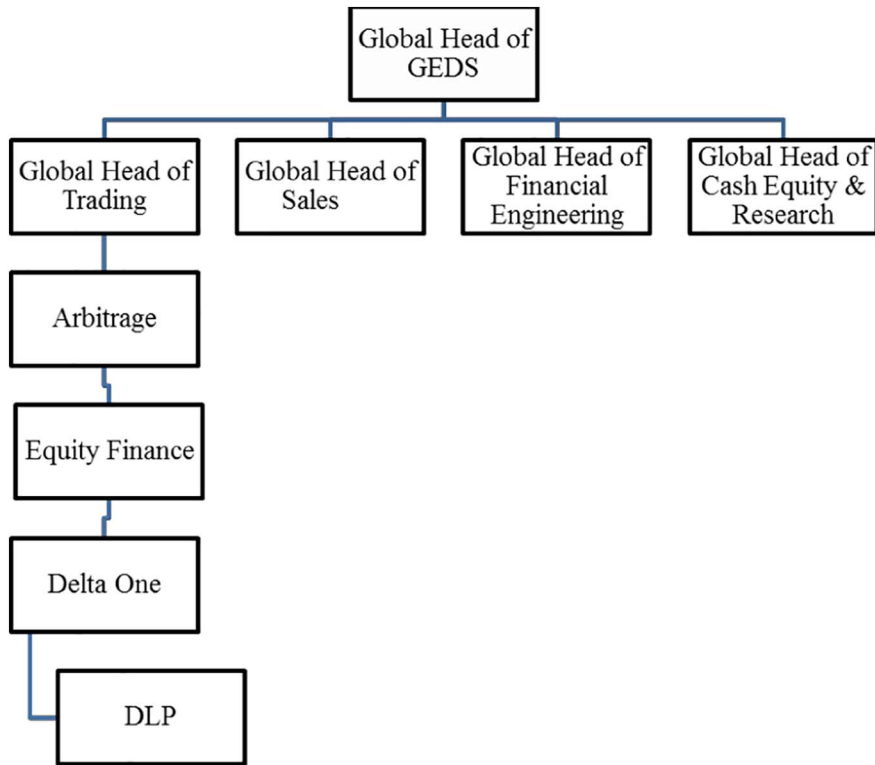 Global Head of
GEDS
Global Head of
Trading
Global Head of
Sales
Global Head of
Financial
Engineering
Global Head of
Cash Equity &
Research
Arbitrage
Equity Finance
Delta One
DLP